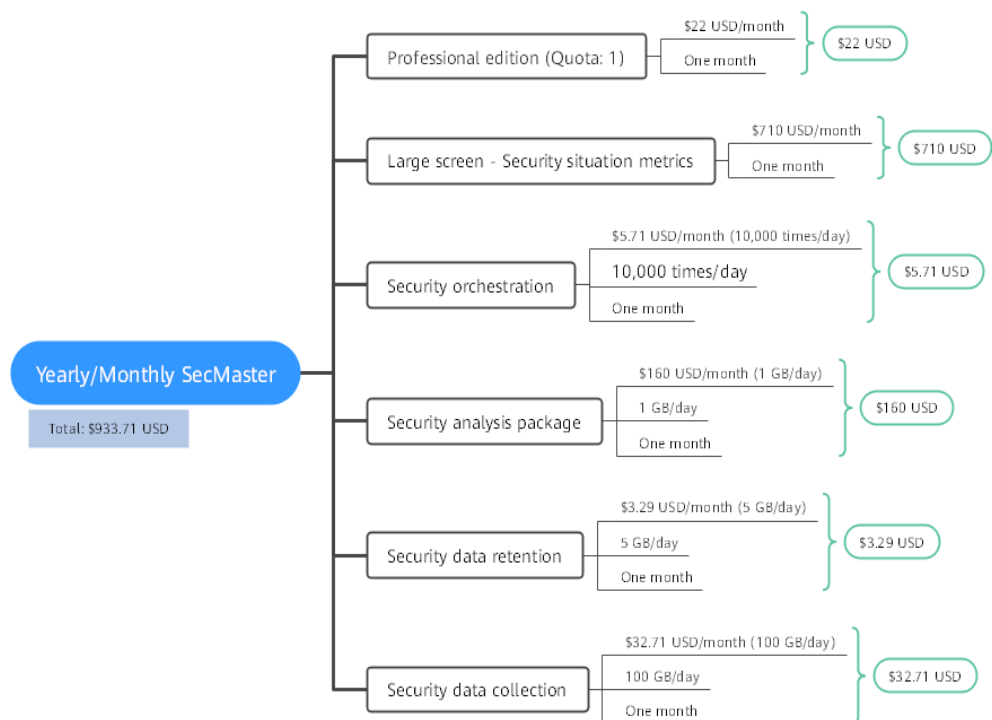 Yearly/Monthly SecMaster
Total: $933.71 USD
Professional edition (Quota: 1)
$22 USD/month
One month
$22 USD
Large screen - Security situation metrics
$710 USD/month
One month
$710 USD
Security orchestration
$5.71 USD/month (10,000 times/day)
10,000 times/day
One month
$5.71 USD
Security analysis package
$160 USD/month (1 GB/day)
1 GB/day
One month
$160 USD
Security data retention
$3.29 USD/month (5 GB/day)
5 GB/day
One month
$3.29 USD
Security data collection
$32.71 USD/month (100 GB/day)
100 GB/day
One month
$32.71 USD